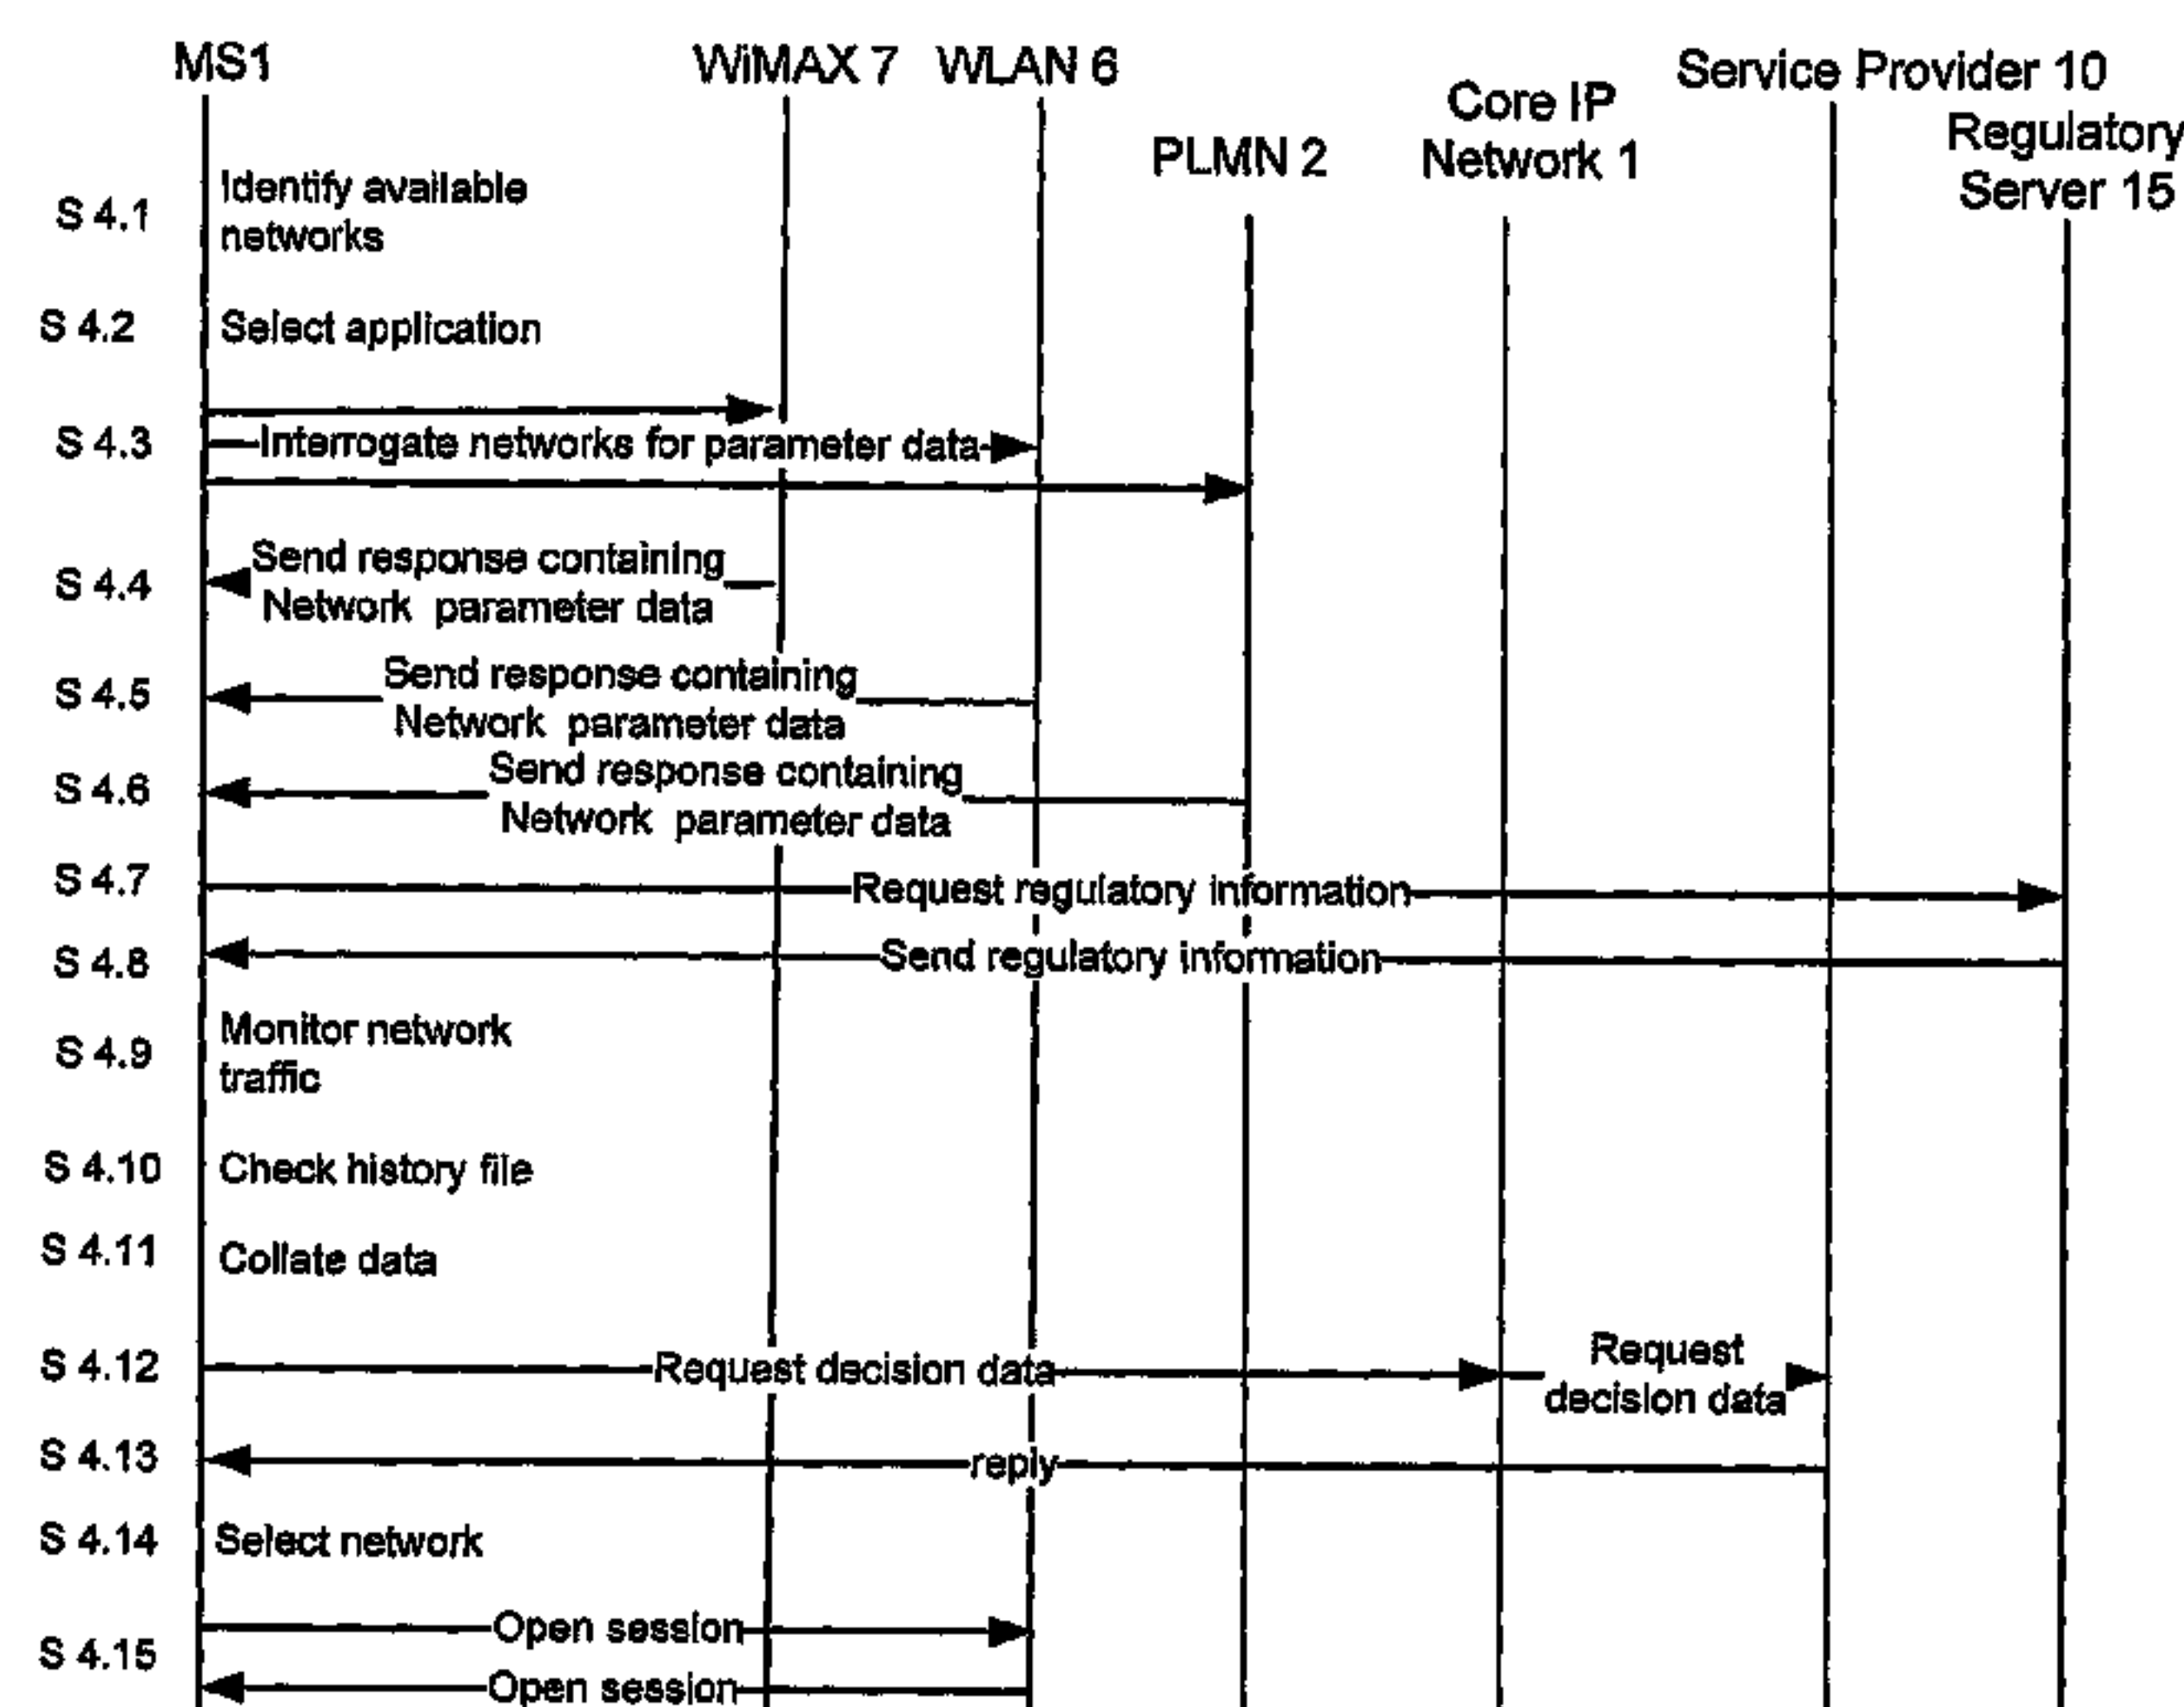 MS1
WiMAX 7
WLAN 6
PLMN 2
Core IP
Network 1
Service Provider 10
Regulatory
Server 15
S 4.1
Identify available
networks
S 4.2
Select application
S 4.3
Interrogate networks for parameter data
S 4.4
Send response containing
Network parameter data
S 4.5
Send response containing
Network parameter data
S 4.6
Send response containing
Network parameter data
S 4.7
Request regulatory information
S 4.8
Send regulatory information
S 4.9
Monitor network
traffic
S 4.10
Check history file
S 4.11
Collate data
S 4.12
Request decision data
Request
decision data
S 4.13
reply
S 4.14
Select network
S 4.15
Open session
Open session